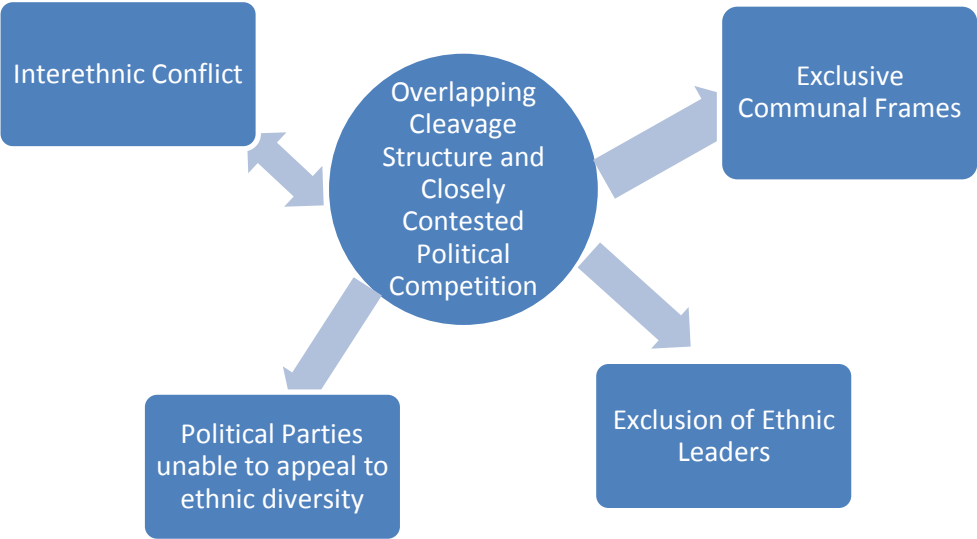 Interethnic Conflict
Overlapping
Cleavage
Structure and
Closely
Contested
Political
Competition
Exclusive
Communal Frames
Political Parties
unable to appeal to
ethnic diversity
Exclusion of Ethnic
Leaders